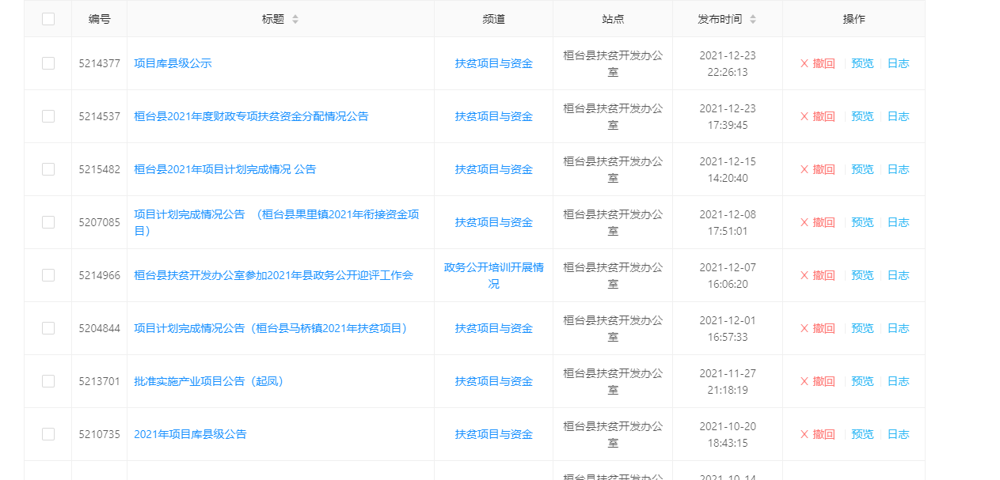 编号 标题 频道 站点 发布时间 操作
5214377 项目库县级公示 扶贫项目与资金 桓台县扶贫开发办公 2021-12-23 撤回 预览 日志
室 22:26:13
5214537 桓台县2021年度财政专项扶贫资金分配情况公告 扶贫项目与资金 桓台县扶贫开发办公 2021-12-23 撤回 预览 日志
室 17:39:45
5215482 桓台县2021年项目计划完成情况 公告 扶贫项目与资金 桓台县扶贫开发办公 2021-12-15 撤回 预览 日志
室 14:20:40
5207085 项目计划完成情况公告 （桓台县果里镇2021年衔接资金项 扶贫项目与资金 桓台县扶贫开发办公 2021-12-08 撤回 预览 日志
目） 室 17:51:01
5214966 桓台县扶贫开发办公室参加2021年县政务公开迎评工作会 政务公开培训开展情 桓台县扶贫开发办公 2021-12-07 撤回 预览 日志
况 室 16:06:20
5204844 项目计划完成情况公告（桓台县马桥镇2021年扶贫项目） 扶贫项目与资金 桓台县扶贫开发办公 2021-12-01 撤回 预览 日志
室 16:57:33
5213701 批准实施产业项目公告（起凤） 扶贫项目与资金 桓台县扶贫开发办公 2021-11-27 撤回 预览 日志
室 21:18:19
5210735 2021年项目库县级公告 扶贫项目与资金 桓台县扶贫开发办公 2021-10-20 撤回 预览 日志
室 18:43:15
桓台县扶贫开发办公 2021-10-14